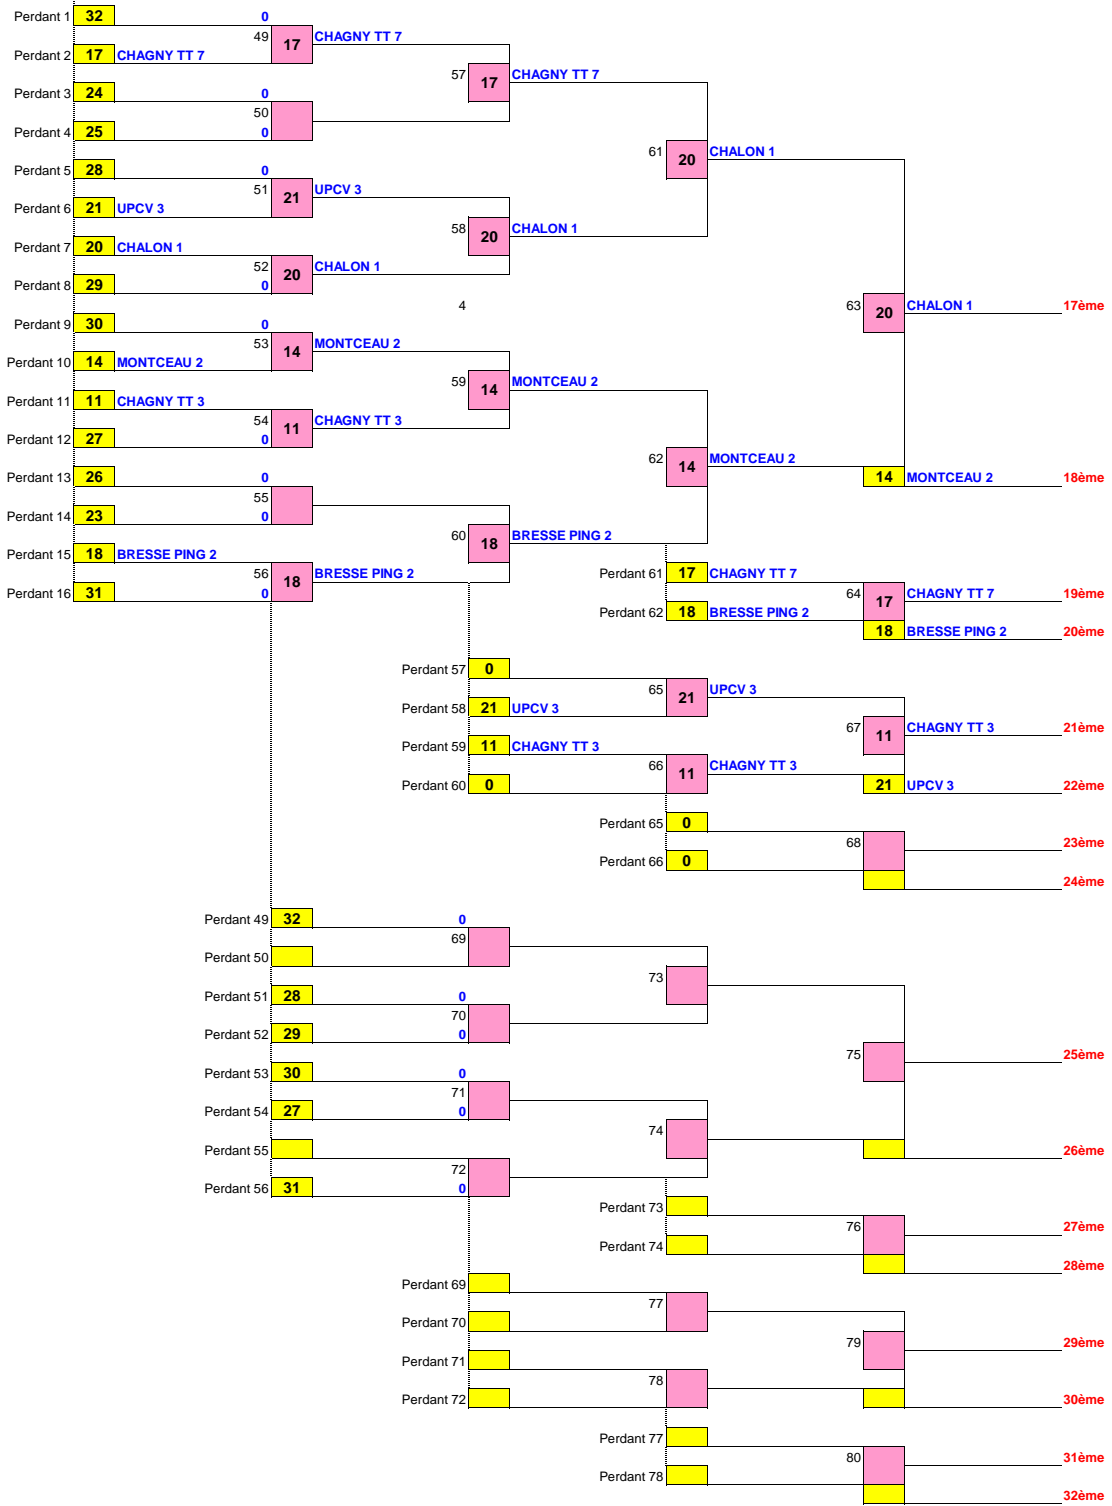 Perdant 1 32 0
49 17 CHAGNY TT 7
Perdant 2 17 CHAGNY TT 7
57 17 CHAGNY TT 7
Perdant 3 24 0
50
Perdant 4 25 0
61 20 CHALON 1
Perdant 5 28 0
51 21 UPCV 3
Perdant 6 21 UPCV 3
58 20 CHALON 1
Perdant 7 20 CHALON 1
52 20 CHALON 1
Perdant 8 29 0
4 63 20 CHALON 1 17ème
Perdant 9 30 0
53 14 MONTCEAU 2
Perdant 10 14 MONTCEAU 2
59 14 MONTCEAU 2
Perdant 11 11 CHAGNY TT 3
54 11 CHAGNY TT 3
Perdant 12 27 0
62 14 MONTCEAU 2
Perdant 13 26 0
14 MONTCEAU 2 18ème
55
Perdant 14 23 0
60 18 BRESSE PING 2
Perdant 15 18 BRESSE PING 2
56 18 BRESSE PING 2
Perdant 61 17 CHAGNY TT 7
Perdant 16 31 0
64 17 CHAGNY TT 7 19ème
Perdant 62 18 BRESSE PING 2
18 BRESSE PING 2 20ème
Perdant 57 0
65 21 UPCV 3
Perdant 58 21 UPCV 3
67 11 CHAGNY TT 3 21ème
Perdant 59 11 CHAGNY TT 3
66 11 CHAGNY TT 3
Perdant 60 0
21 UPCV 3 22ème
Perdant 65 0
68 23ème
Perdant 66 0
24ème
Perdant 49 32 0
69
Perdant 50
73
Perdant 51 28 0
70
Perdant 52 29 0
75 25ème
Perdant 53 30 0
71
Perdant 54 27 0
74
Perdant 55
26ème
72
Perdant 56 31 0
Perdant 73
76 27ème
Perdant 74
28ème
Perdant 69
77
Perdant 70
79 29ème
Perdant 71
78
Perdant 72
30ème
Perdant 77
80 31ème
Perdant 78
32ème